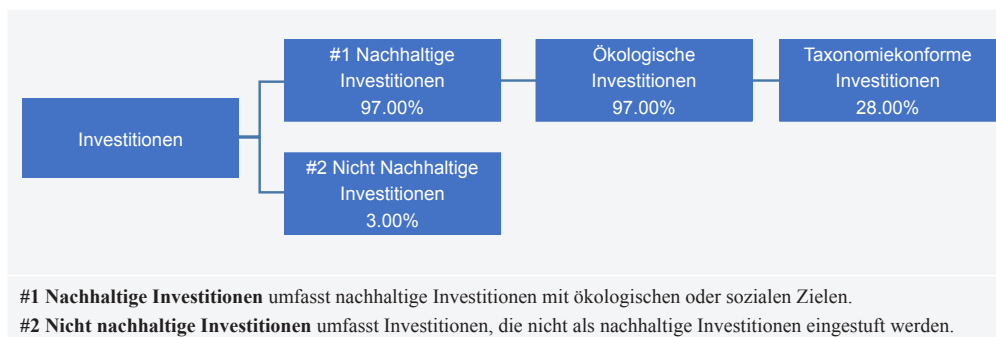 #1 Nachhaltige
Investitionen
97.00%
Ökologische
Investitionen
97.00%
Taxonomiekonforme
Investitionen
28.00%
Investitionen
#2 Nicht Nachhaltige
Investitionen
3.00%
#1 Nachhaltige Investitionen umfasst nachhaltige Investitionen mit ökologischen oder sozialen Zielen.
#2 Nicht nachhaltige Investitionen umfasst Investitionen, die nicht als nachhaltige Investitionen eingestuft werden.